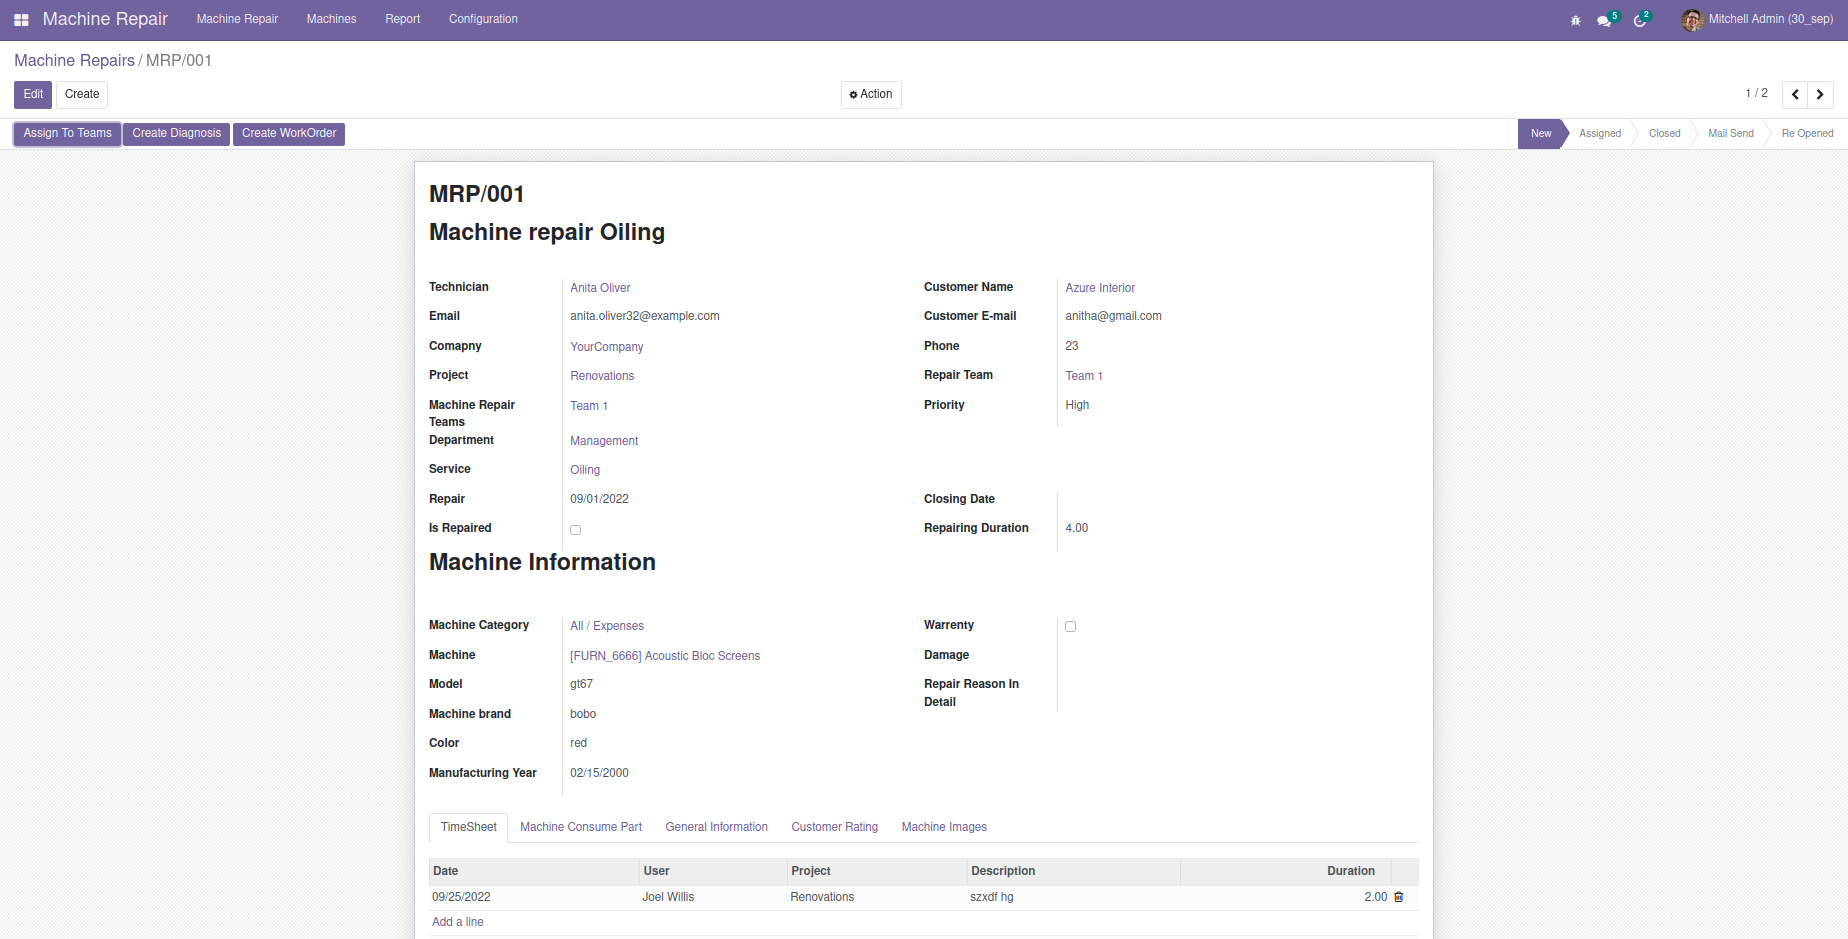 Machine Repair Machine Repair Machines Report Configuration 5 2 Mitchell Admin (30_sep)
Machine Repairs / MRP/001
Edit Create Action 1 / 2
Assign To Teams Create Diagnosis Create WorkOrder New Assigned Closed Mail Send Re Opened
MRP/001
Machine repair Oiling
Technician Anita Oliver Customer Name Azure Interior
Email anita.oliver32@example.com Customer E-mail anitha@gmail.com
Comapny YourCompany Phone 23
Project Renovations Repair Team Team 1
Machine Repair Team 1 Priority High
Teams
Department Management
Service Oiling
Repair 09/01/2022 Closing Date
Is Repaired Repairing Duration 4.00
Machine Information
Machine Category All / Expenses Warrenty
Machine [FURN_6666] Acoustic Bloc Screens Damage
Model gt67 Repair Reason In
Detail
Machine brand bobo
Color red
Manufacturing Year 02/15/2000
TimeSheet Machine Consume Part General Information Customer Rating Machine Images
Date User Project Description Duration
09/25/2022 Joel Willis Renovations szxdf hg 2.00
Add a line